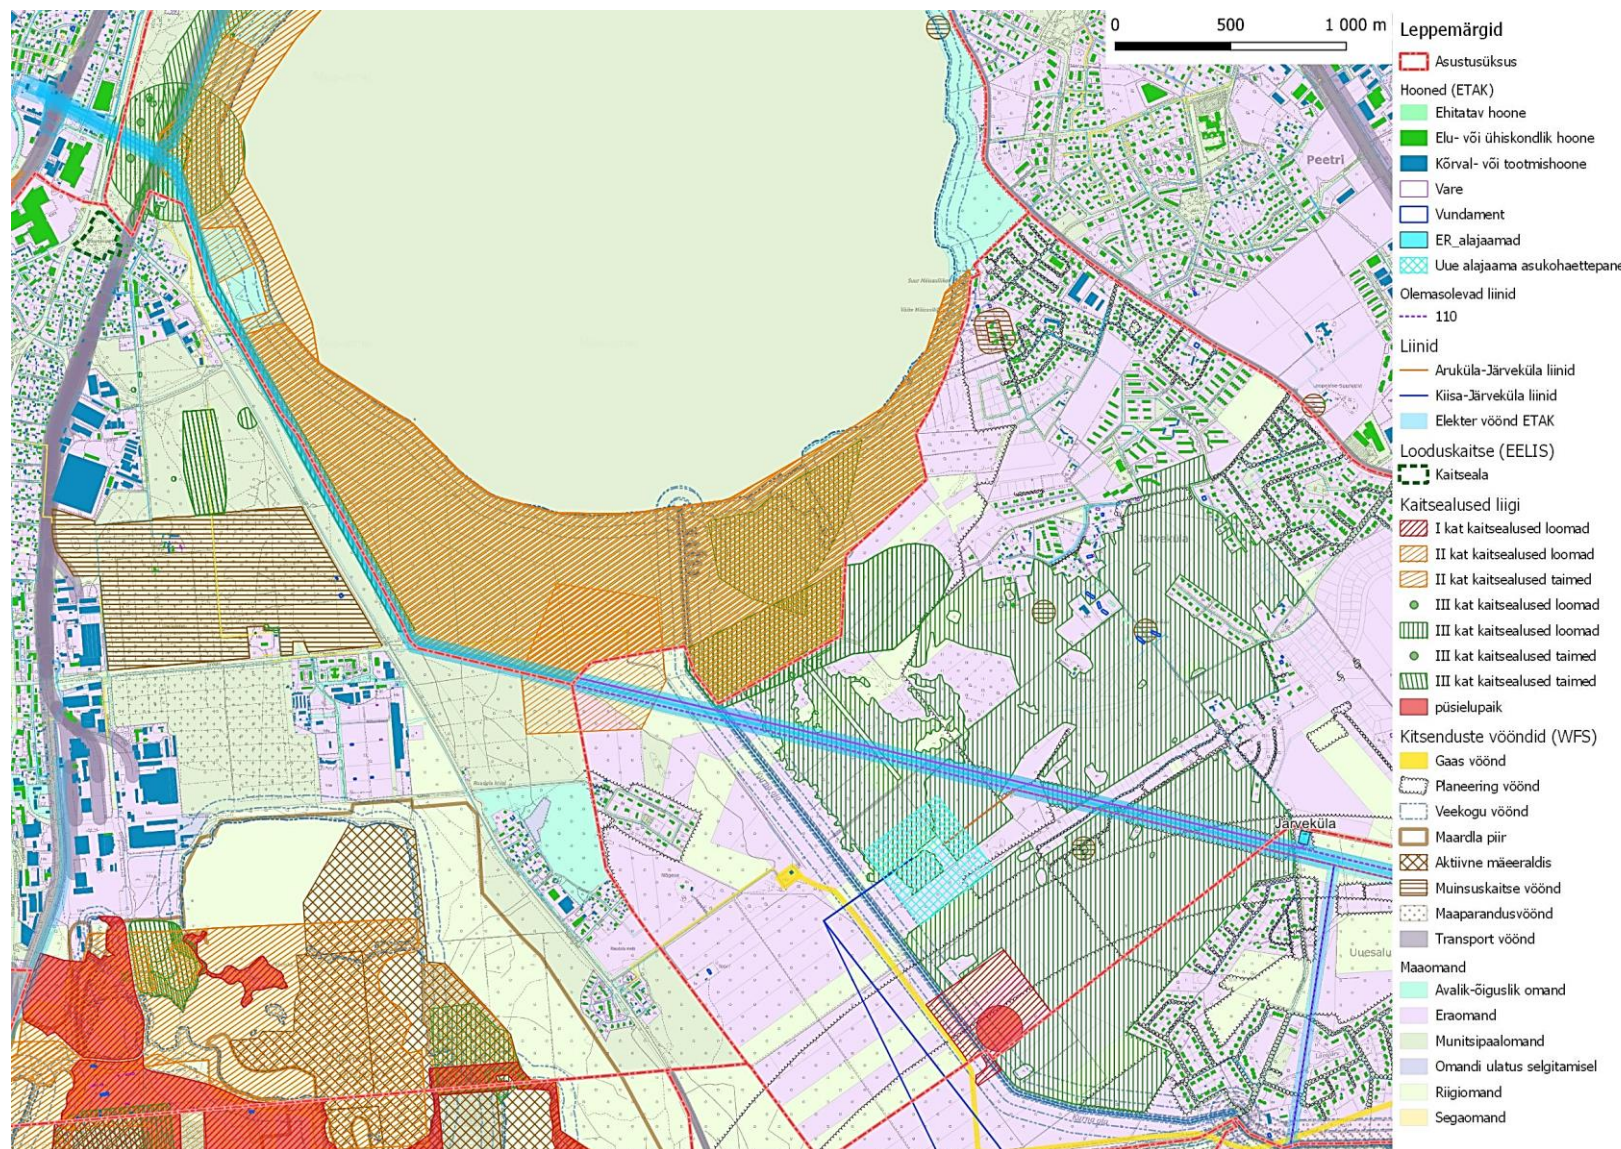 0 500 1 000 m
Leppemärgid
Asustusüksus
Hooned (ETAK)
Ehitatav hoone
Elu- või ühiskondlik hoone
Kõrval- või tootmishoone
Vare
Vundament
ER_alajaamad
Uue alajaama asukohaettepane
Olemasolevad liinid
110
Liinid
Aruküla-Järveküla liinid
Kiisa-Järveküla liinid
Elekter vöönd ETAK
Looduskaitse (EELIS)
Kaitseala
Kaitsealused liigi
I kat kaitsealused loomad
II kat kaitsealused loomad
II kat kaitsealused taimed
III kat kaitsealused loomad
III kat kaitsealused loomad
III kat kaitsealused taimed
III kat kaitsealused taimed
püsielupaik
Kitsenduste vööndid (WFS)
Gaas vöönd
Planeering vöönd
Veekogu vöönd
Maardla piir
Aktiivne mäeeraldis
Muinsuskaitse vöönd
Maaparandusvöönd
Transport vöönd
Maaomand
Avalik-õiguslik omand
Eraomand
Munitsipaalomand
Omandi ulatus selgitamisel
Riigiomand
Segaomand
Peetri
Järveküla
Järveküla
Uuesalu